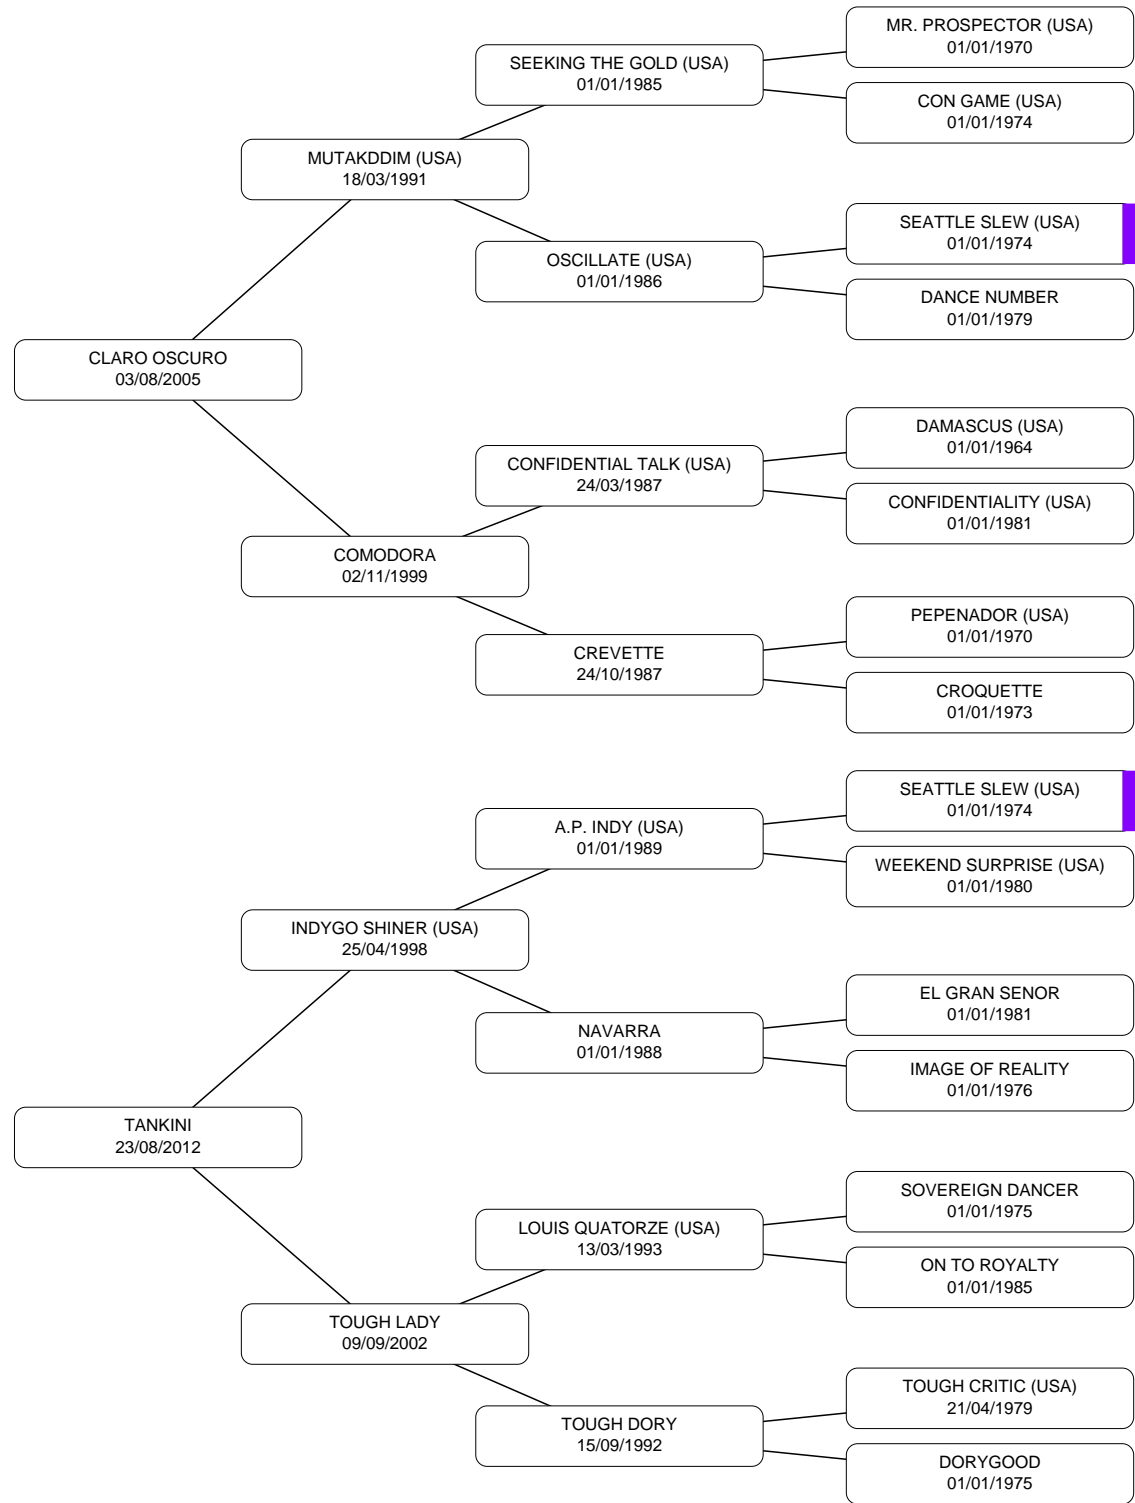 MR. PROSPECTOR (USA)
01/01/1970
SEEKING THE GOLD (USA)
01/01/1985
CON GAME (USA)
01/01/1974
MUTAKDDIM (USA)
18/03/1991
SEATTLE SLEW (USA)
01/01/1974
OSCILLATE (USA)
01/01/1986
DANCE NUMBER
01/01/1979
CLARO OSCURO
03/08/2005
DAMASCUS (USA)
01/01/1964
CONFIDENTIAL TALK (USA)
24/03/1987
CONFIDENTIALITY (USA)
01/01/1981
COMODORA
02/11/1999
PEPENADOR (USA)
01/01/1970
CREVETTE
24/10/1987
CROQUETTE
01/01/1973
SEATTLE SLEW (USA)
01/01/1974
A.P. INDY (USA)
01/01/1989
WEEKEND SURPRISE (USA)
01/01/1980
INDYGO SHINER (USA)
25/04/1998
EL GRAN SENOR
01/01/1981
NAVARRA
01/01/1988
IMAGE OF REALITY
01/01/1976
TANKINI
23/08/2012
SOVEREIGN DANCER
01/01/1975
LOUIS QUATORZE (USA)
13/03/1993
ON TO ROYALTY
01/01/1985
TOUGH LADY
09/09/2002
TOUGH CRITIC (USA)
21/04/1979
TOUGH DORY
15/09/1992
DORYGOOD
01/01/1975